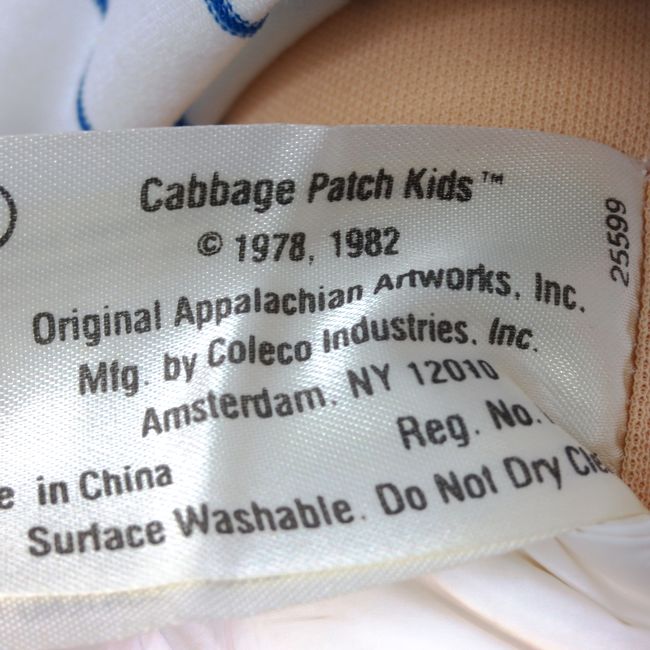 Cabbage Patch Kids™
© 1978, 1982
Original Appalachian Artworks, Inc.
Mfg. by Coleco Industries, Inc.
Amsterdam, NY 12010
Reg. No.
in China
Surface Washable. Do Not Dry
25599